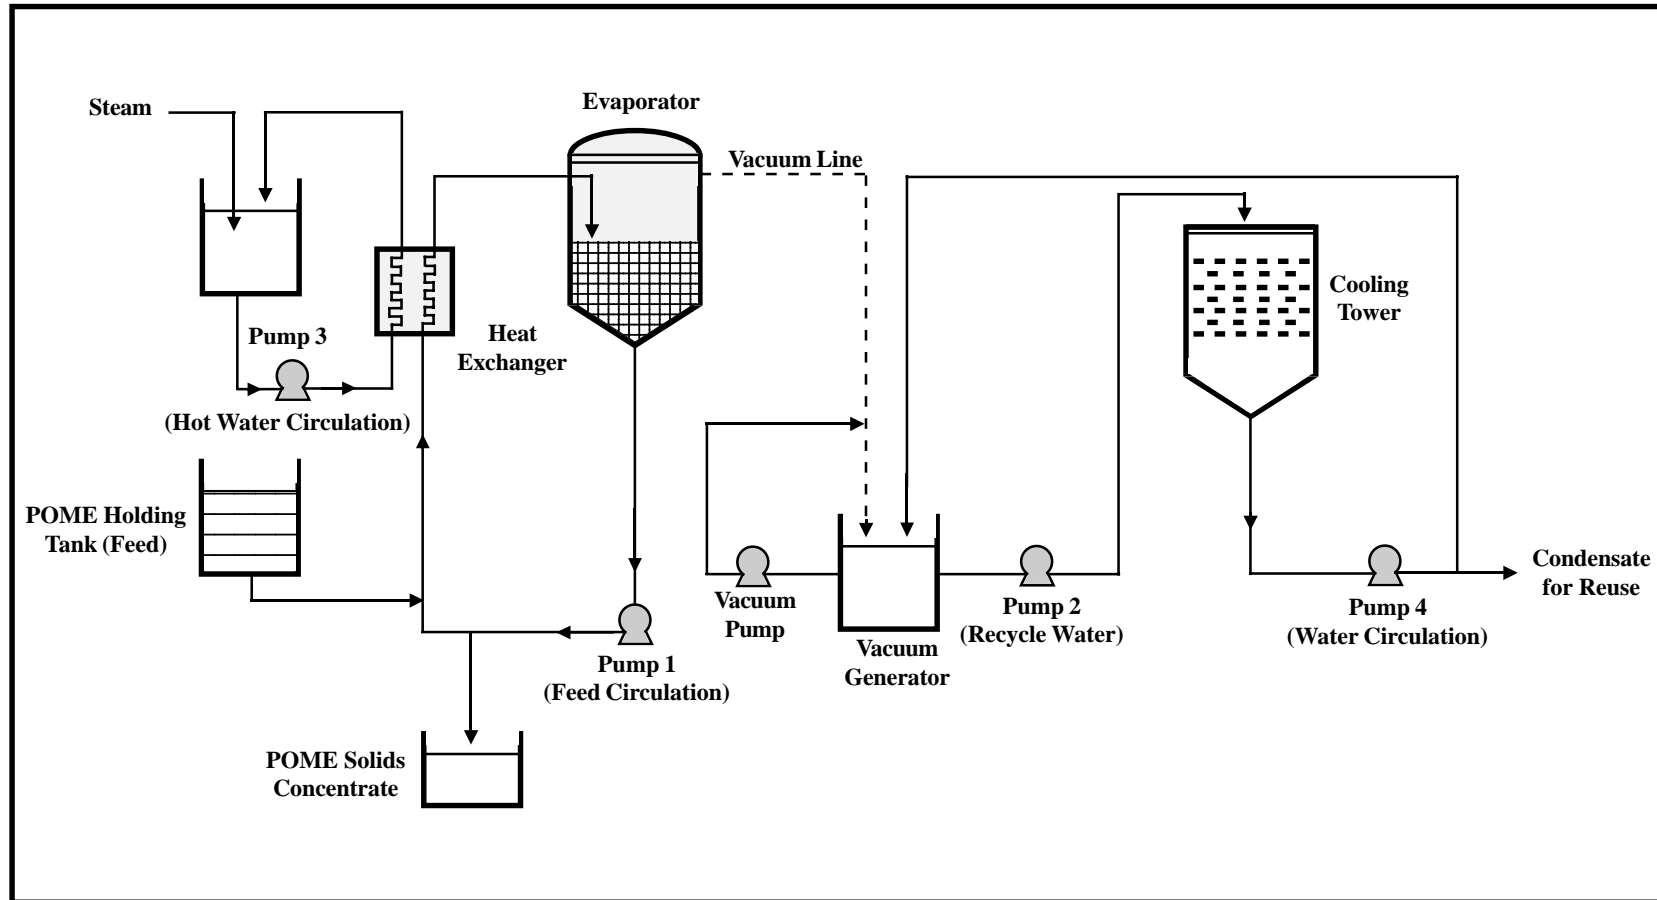 Evaporator
Steam
Vacuum Line
Cooling
Tower
Pump 3
Heat
Exchanger
(Hot Water Circulation)
POME Holding
Tank (Feed)
Condensate
for Reuse
Vacuum
Pump
Pump 2
(Recycle Water)
Pump 4
(Water Circulation)
Vacuum
Generator
Pump 1
(Feed Circulation)
POME Solids
Concentrate